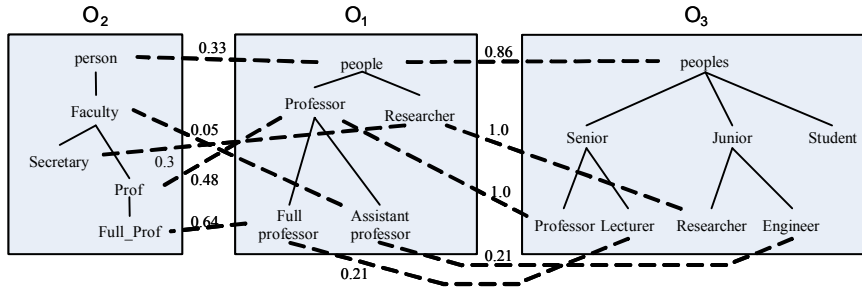 O2 O1 O3
person 0.33 people 0.86 peoples
Faculty Professor Researcher
0.05 Senior Junior Student
Secretary 0.3 1.0
Prof 0.48
1.0
Full_Prof 0.64 Full professor Assistant professor Professor Lecturer Researcher Engineer
0.21 0.21